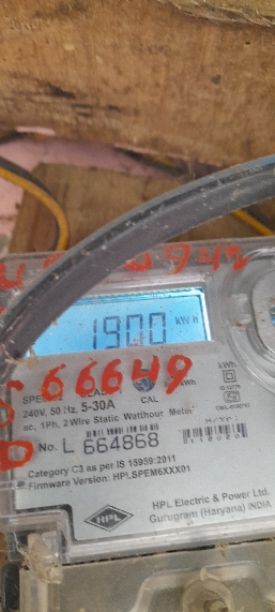 1900 kWh
66649
240V, 50 Hz, 5-30A CAL kWh
ac, 1Ph, 2 Wire Static Watthour Meter
No. L 664868
Category C3 as per IS 15959:2011
Firmware Version: HPLSPEM6XXX01
HPL HPL Electric & Power Ltd.
Gurugram (Haryana) INDIA